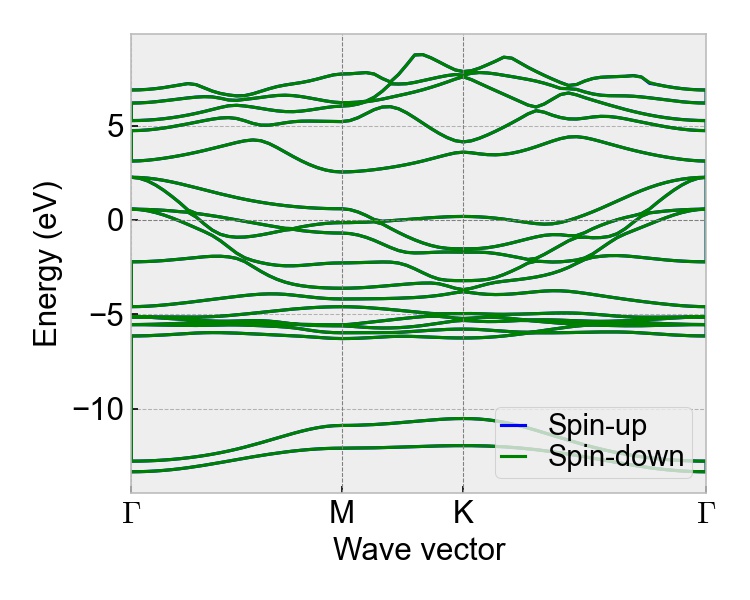 Energy (eV)
5
0
−5
−10
Spin-up
Spin-down
Γ M K Γ
Wave vector